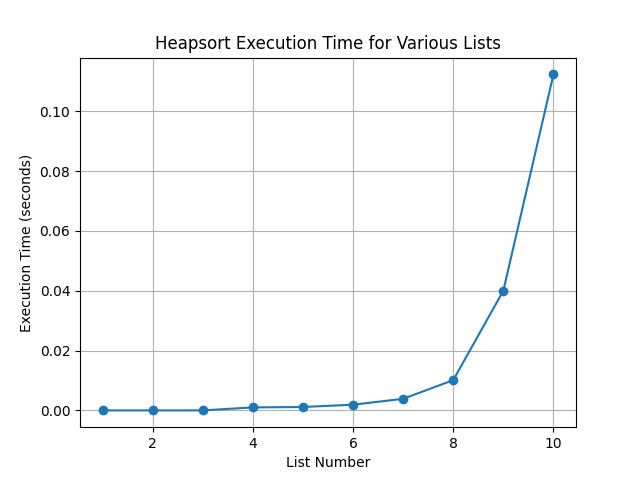 Heapsort Execution Time for Various Lists
Execution Time (seconds)
0.10
0.08
0.06
0.04
0.02
0.00
2 4 6 8 10
List Number